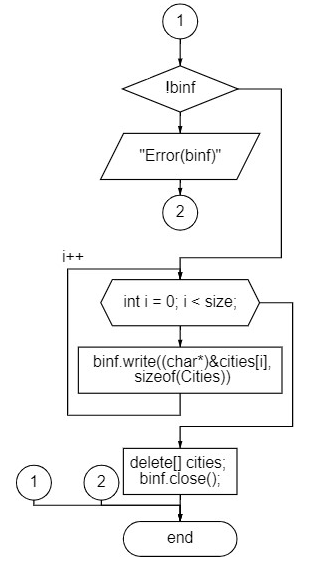 1
!binf
"Error(binf)"
2
i++
int i = 0; i < size;
binf.write((char*)&cities[i],
sizeof(Cities))
delete[] cities;
binf.close();
1
2
end